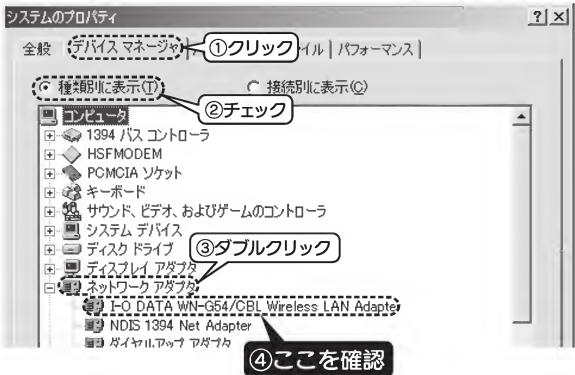 システムのプロパティ
全般 デバイス マネージャ ①クリック イル パフォーマンス
種類別に表示(T) 接続別に表示(C)
②チェック
コンピュータ
1394 バス コントローラ
HSFMODEM
PCMCIA ソケット
キーボード
サウンド、ビデオ、およびゲームのコントローラ
システム デバイス
ディスク ドライブ ③ダブルクリック
ディスプレイ アダプタ
ネットワーク アダプタ
I-O DATA WN-G54/CBL Wireless LAN Adapte
NDIS 1394 Net Adapter
ダイヤルアップ アダプタ
④ここを確認